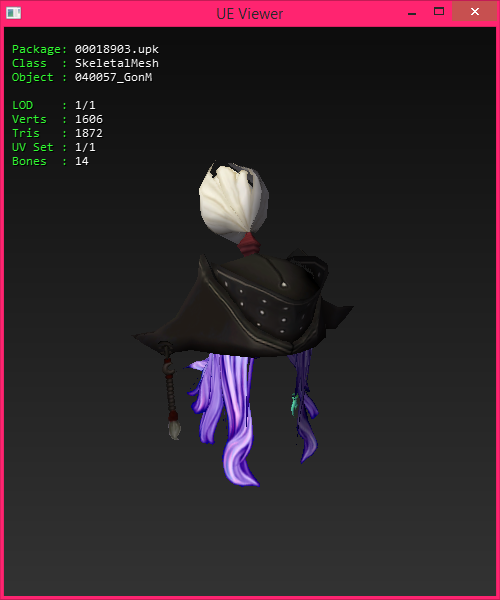 UE Viewer
Package: 00018903.upk
Class : SkeletalMesh
Object : 040057_GonM
LOD : 1/1
Verts : 1606
Tris : 1872
UV Set : 1/1
Bones : 14